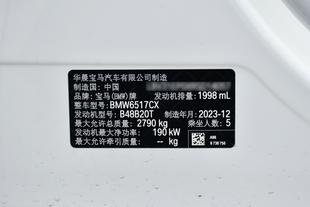 华晨宝马汽车有限公司制造
制造国: 中国
品牌: 宝马(BMW)牌 发动机排量: 1998 mL
整车型号: BMW6517CX
发动机型号: B48B20T 制造年月: 2023-12
最大允许总质量: 2790 kg 乘坐人数: 5
发动机最大净功率: 190 kW
最大允许牵引质量: -- kg